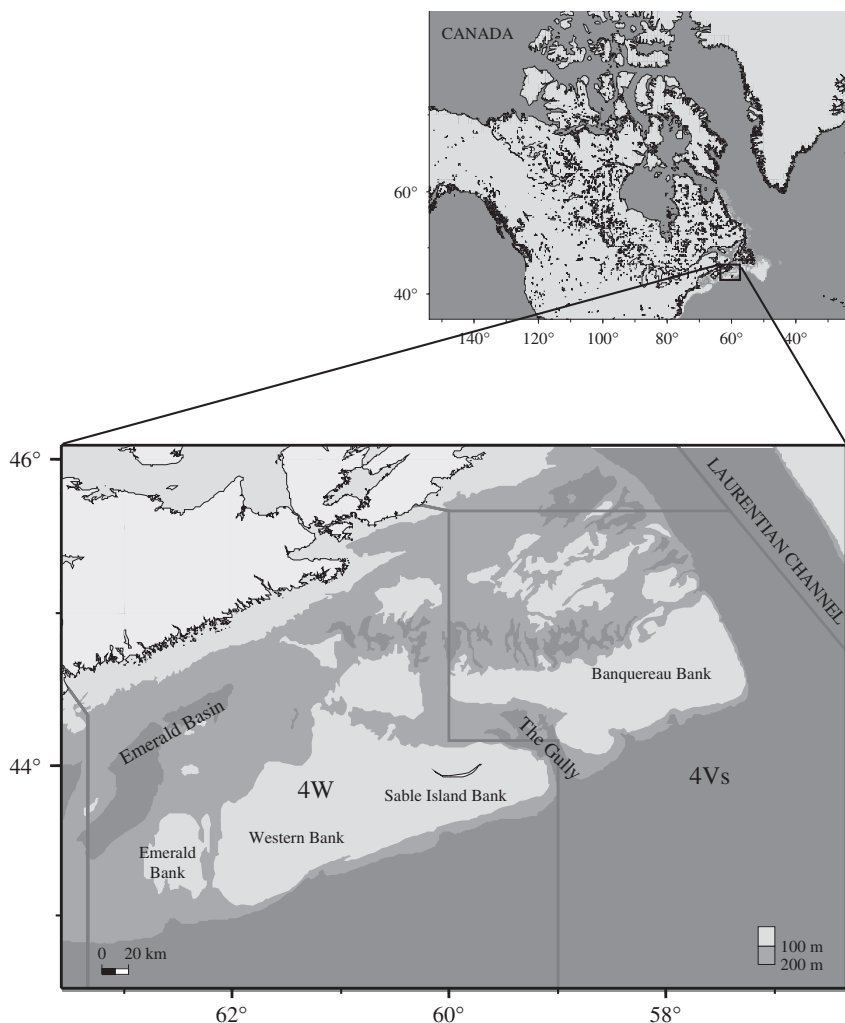 CANADA
60°
40°
140° 120° 100° 80° 60° 40°
46°
44°
LAURENTIAN CHANNEL
Banquereau Bank
Emerald Basin
The Gully
4W
4Vs
Sable Island Bank
Western Bank
Emerald
Bank
0 20 km
100 m
200 m
62° 60° 58°